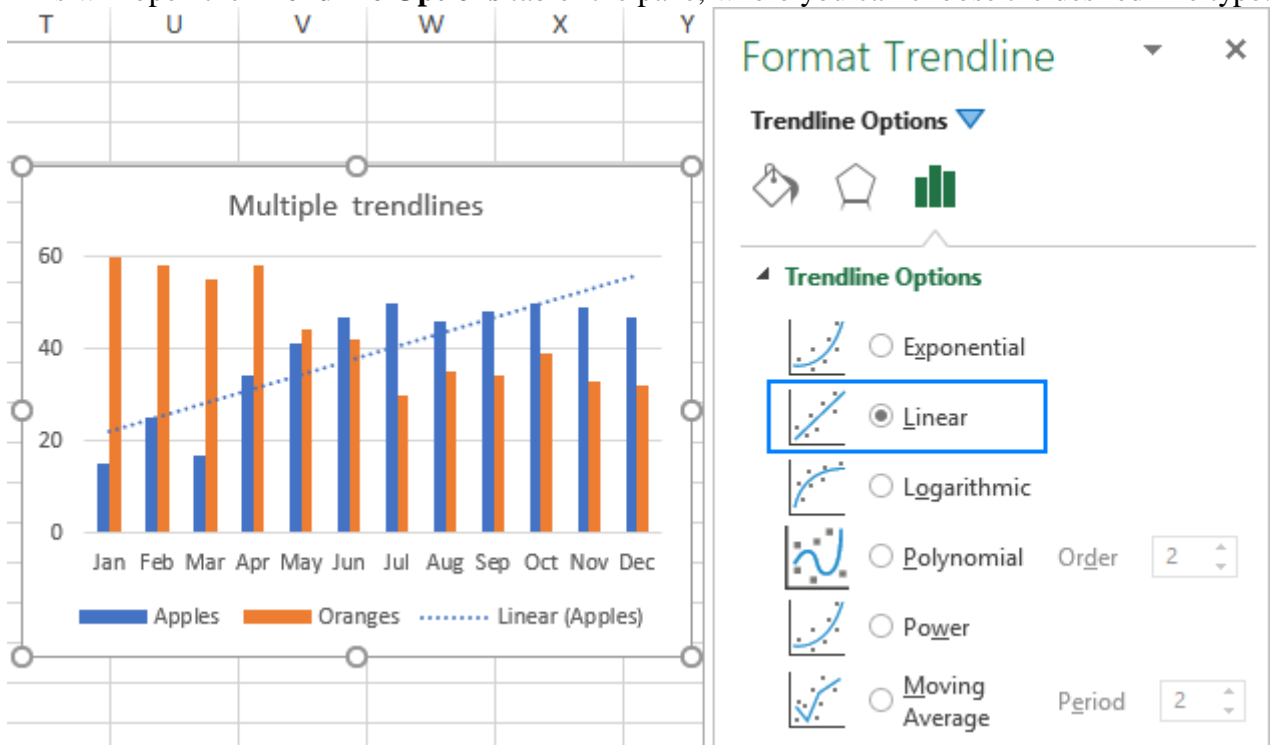 T U V W X Y
Format Trendline
Trendline Options
Multiple trendlines
60
40
20
0
Jan Feb Mar Apr May Jun Jul Aug Sep Oct Nov Dec
Apples Oranges Linear (Apples)
Trendline Options
Exponential
Linear
Logarithmic
Polynomial Order 2
Power
Moving
Average Period 2